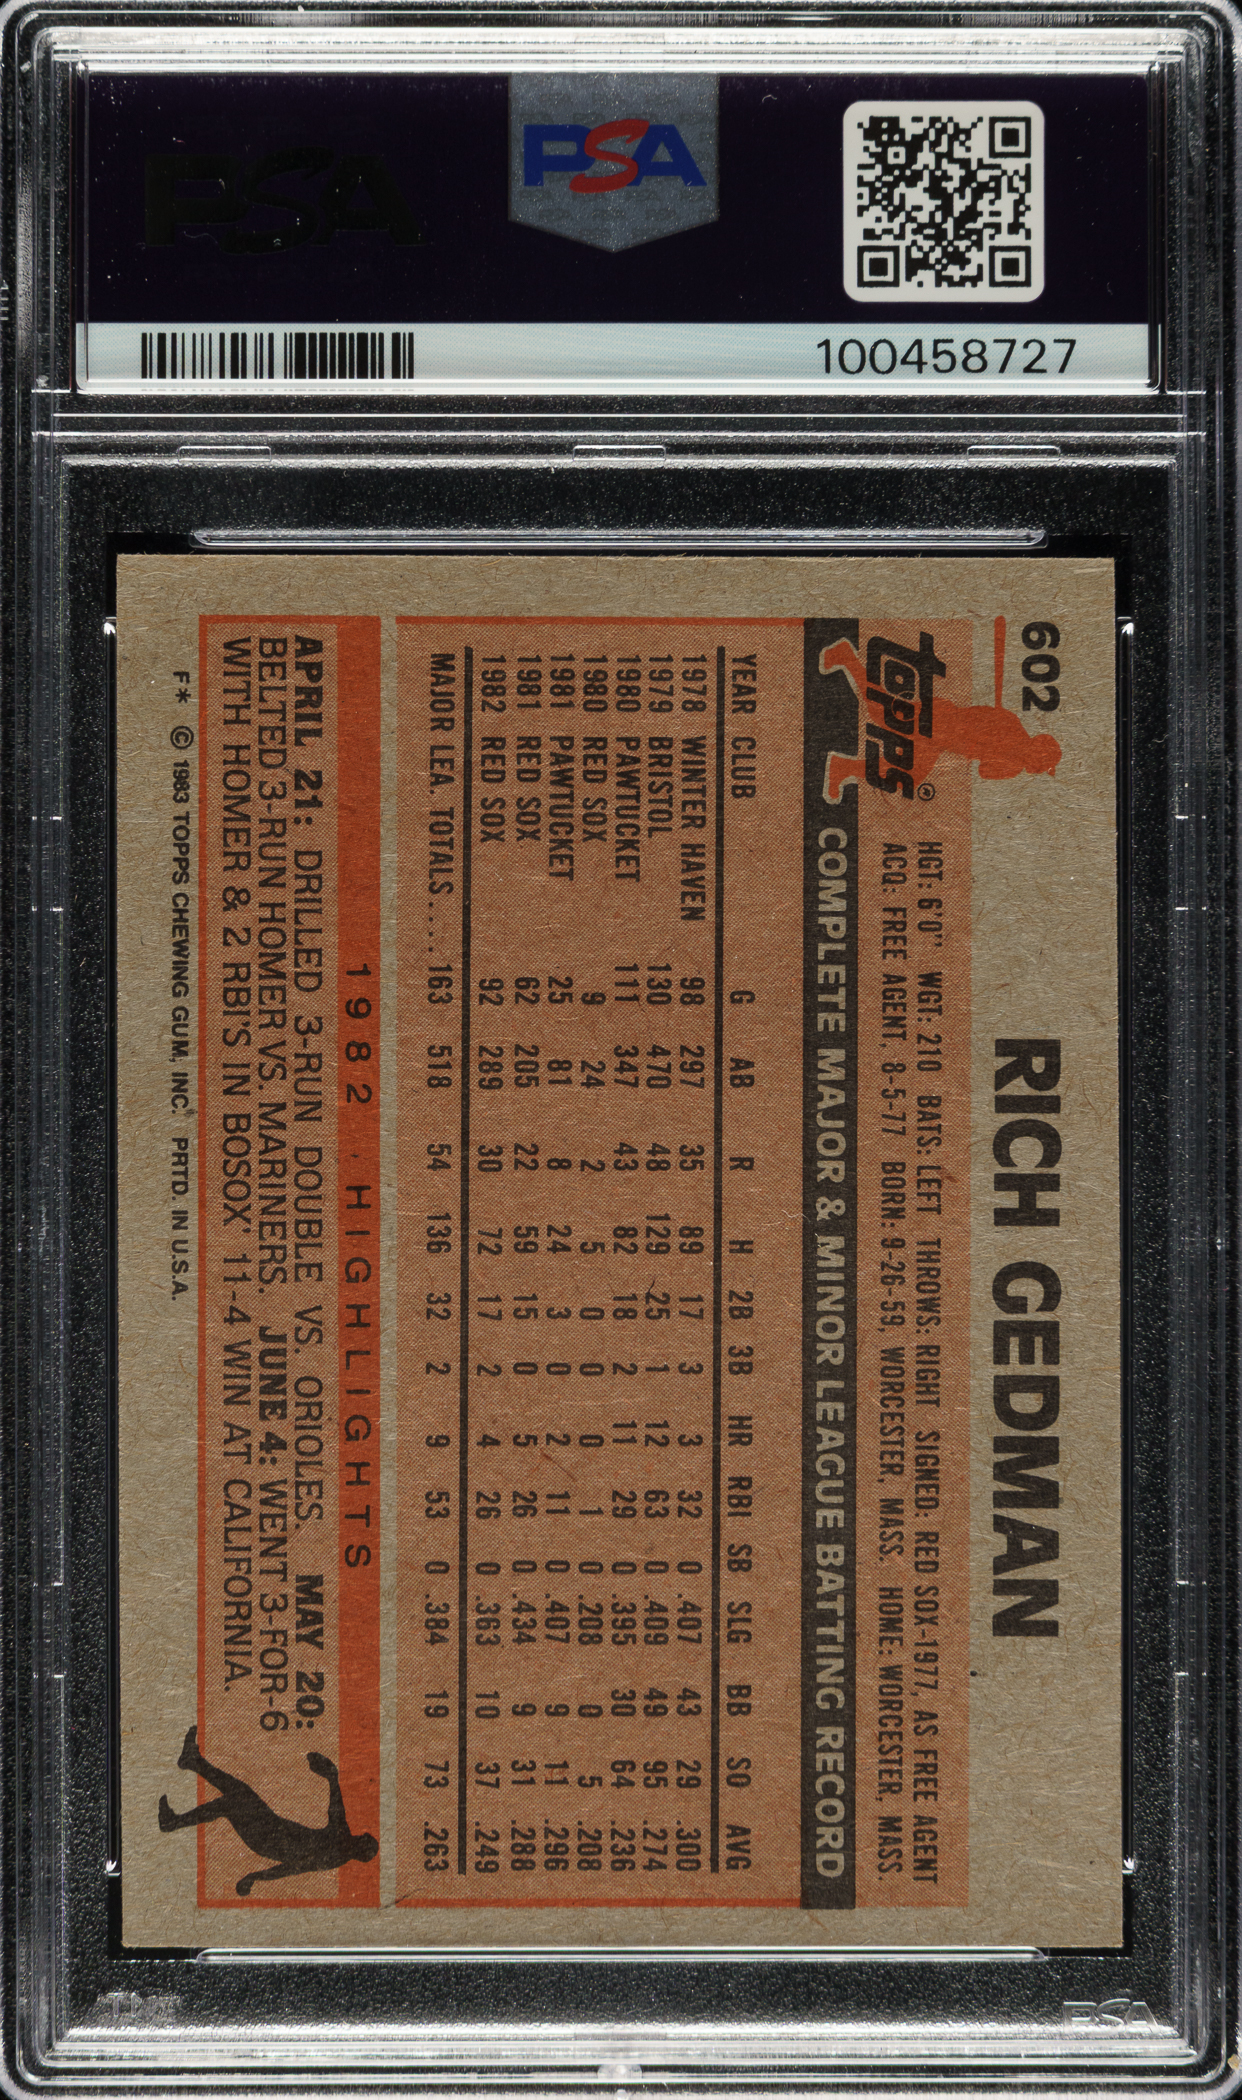 PSA
PSA
100458727
602
RICH GEDMAN
TOPPS®
HGT: 6'0" WGT: 210 BATS: LEFT THROWS: RIGHT SIGNED: RED SOX-1977, AS FREE AGENT
ACQ: FREE AGENT, 8-5-77 BORN: 9-26-59, WORCESTER, MASS. HOME: WORCESTER, MASS.
COMPLETE MAJOR & MINOR LEAGUE BATTING RECORD
YEAR CLUB G AB R H 2B 3B HR RBI SB SLG BB SO AVG
1978 WINTER HAVEN 98 297 35 89 17 3 3 32 0 .407 43 29 .300
1979 BRISTOL 130 470 48 129 25 1 12 63 0 .409 49 95 .274
1980 PAWTUCKET 111 347 43 82 18 2 11 29 0 .395 30 64 .236
1980 RED SOX 9 24 2 5 0 0 0 1 0 .208 0 5 .208
1981 PAWTUCKET 25 81 8 24 3 0 2 11 0 .407 9 11 .296
1981 RED SOX 62 205 22 59 15 0 5 26 0 .434 9 31 .288
1982 RED SOX 92 289 30 72 17 2 4 26 0 .363 10 37 .249
MAJOR LEA. TOTALS.... 163 518 54 136 32 2 9 53 0 .384 19 73 .263
1982 HIGHLIGHTS
APRIL 21: DRILLED 3-RUN DOUBLE VS. ORIOLES. MAY 20:
BELTED 3-RUN HOMER VS. MARINERS. JUNE 4: WENT 3-FOR-6
WITH HOMER & 2 RBI'S IN BOSOX' 11-4 WIN AT CALIFORNIA.
F* © 1983 TOPPS CHEWING GUM, INC. PRTD. IN U.S.A.
PSA